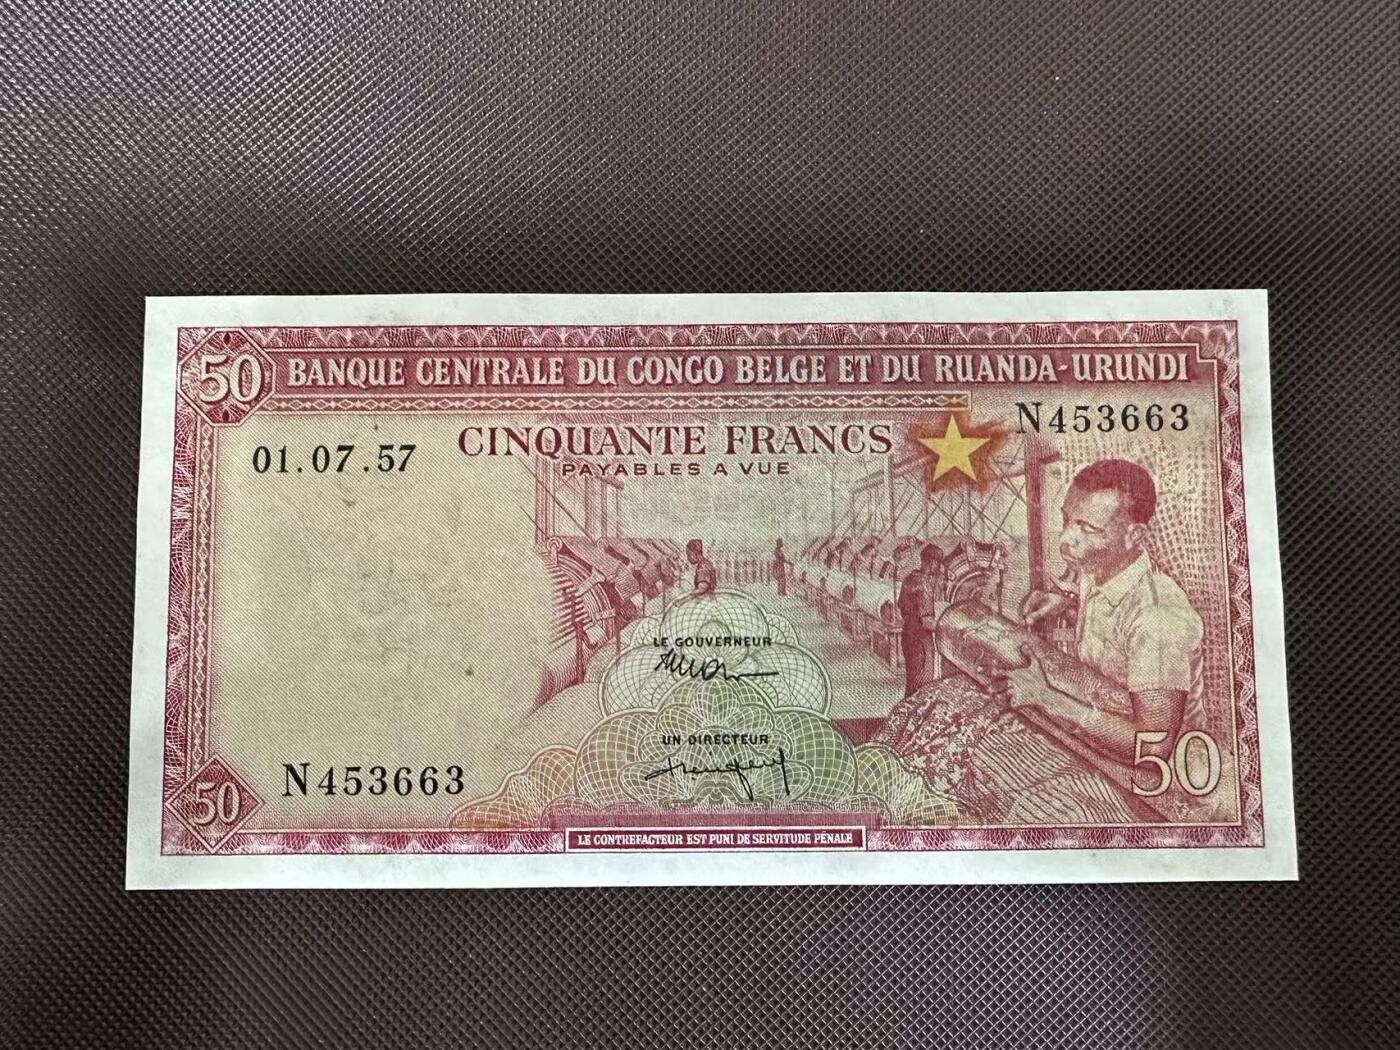 50 BANQUE CENTRALE DU CONGO BELGE ET DU RUANDA-URUNDI
N453663
01.07.57
CINQUANTE FRANCS
PAYABLES A VUE
LE GOUVERNEUR
UN DIRECTEUR
N453663
50
50
LE CONTREFACTEUR EST PUNI DE SERVITUDE PÉNALE